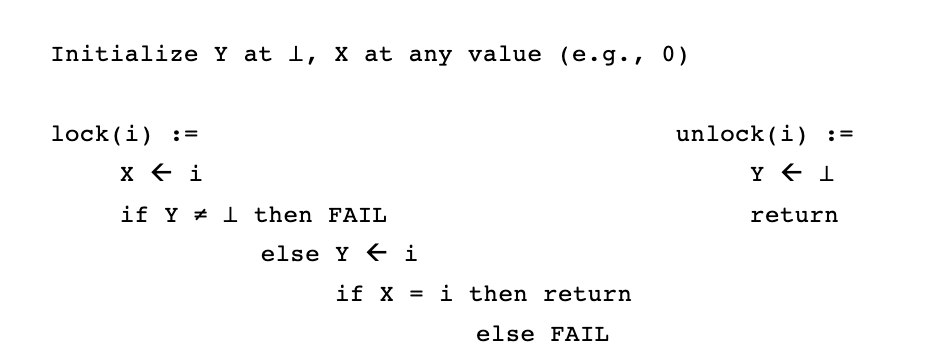 Initialize Y at ⊥, X at any value (e.g., 0)
lock(i) :=
X ← i
if Y ≠ ⊥ then FAIL
else Y ← i
if X = i then return
else FAIL
unlock(i) :=
Y ← ⊥
return